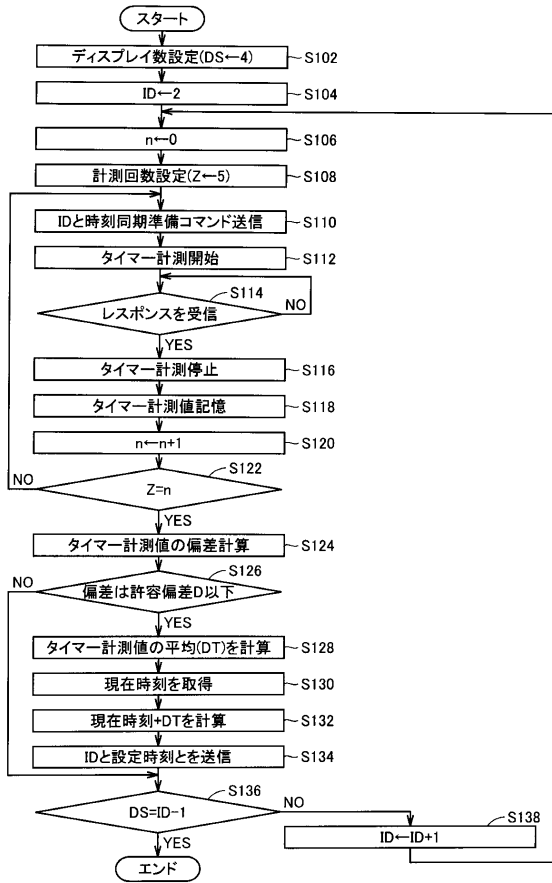 スタート
ディスプレイ数設定(DS←4)
S102
ID←2
S104
n←0
S106
計測回数設定(Z←5)
S108
IDと時刻同期準備コマンド送信
S110
タイマー計測開始
S112
S114
レスポンスを受信
NO
YES
タイマー計測停止
S116
タイマー計測値記憶
S118
n←n+1
S120
S122
NO
Z=n
YES
タイマー計測値の偏差計算
S124
S126
NO
偏差は許容偏差D以下
YES
タイマー計測値の平均(DT)を計算
S128
現在時刻を取得
S130
現在時刻+DTを計算
S132
IDと設定時刻とを送信
S134
S136
DS=ID-1
NO
S138
ID←ID+1
YES
エンド